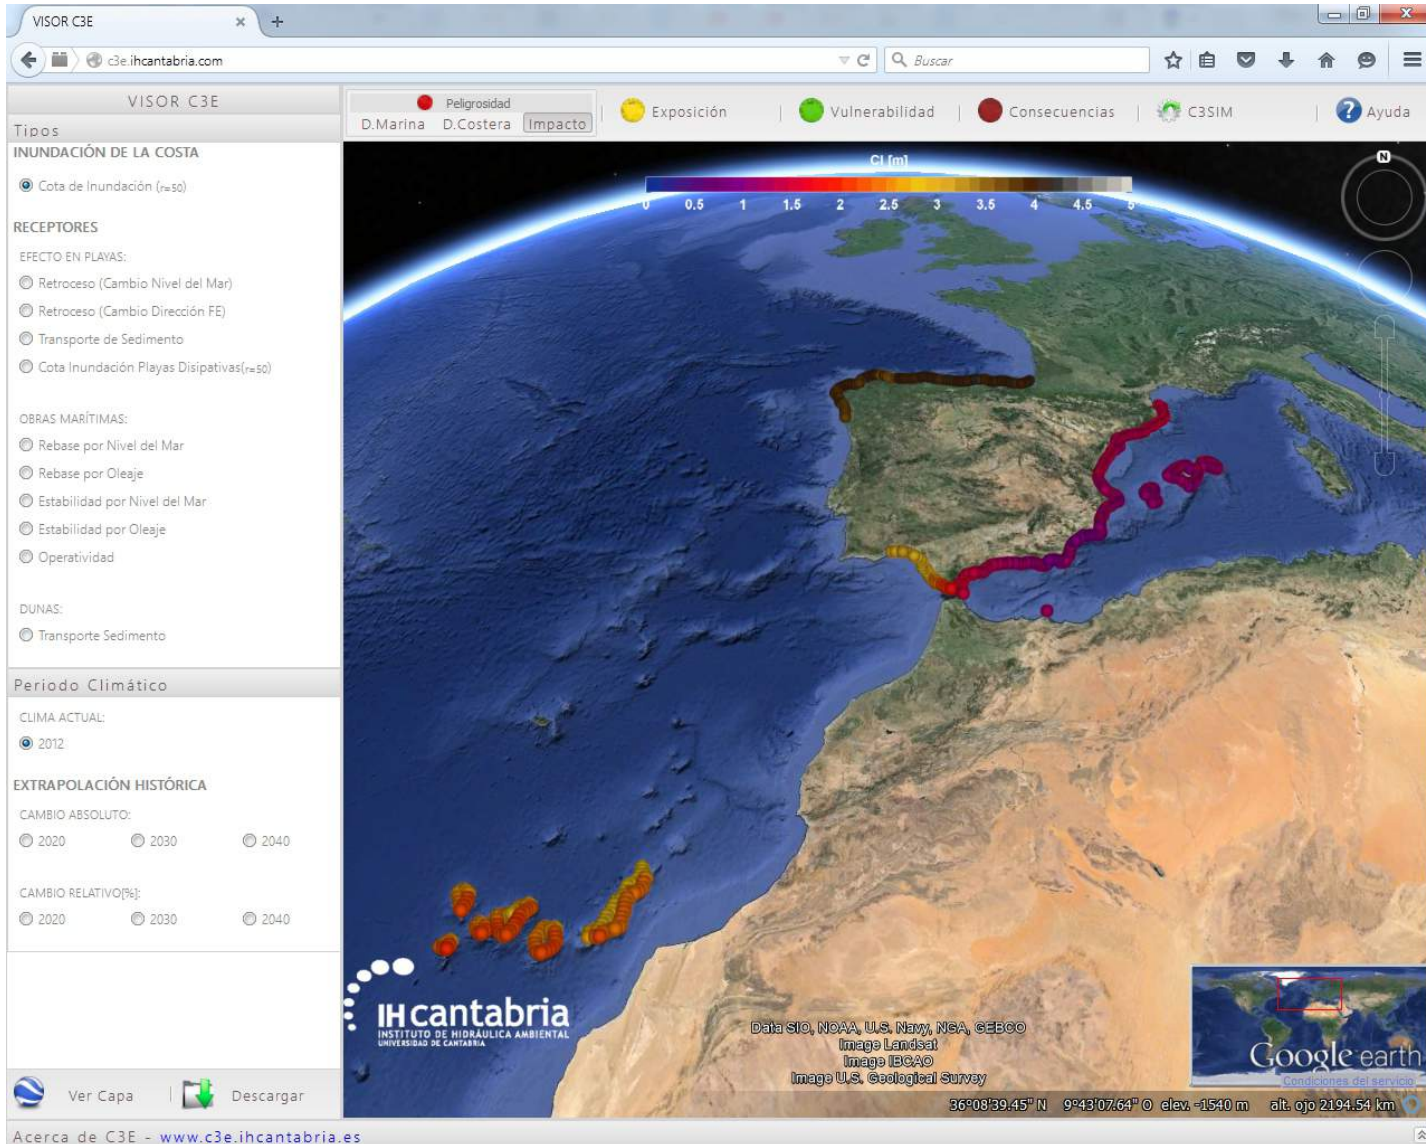 VISOR C3E
c3e.ihcantabria.com
Buscar
VISOR C3E
Tipos
INUNDACIÓN DE LA COSTA
Cota de Inundación (r=50)
RECEPTORES
EFECTO EN PLAYAS:
Retroceso (Cambio Nivel del Mar)
Retroceso (Cambio Dirección FE)
Transporte de Sedimento
Cota Inundación Playas Disipativas(r=50)
OBRAS MARÍTIMAS:
Rebase por Nivel del Mar
Rebase por Oleaje
Estabilidad por Nivel del Mar
Estabilidad por Oleaje
Operatividad
DUNAS:
Transporte Sedimento
Periodo Climático
CLIMA ACTUAL:
2012
EXTRAPOLACIÓN HISTÓRICA
CAMBIO ABSOLUTO:
2020 2030 2040
CAMBIO RELATIVO[%]:
2020 2030 2040
Ver Capa | Descargar
Acerca de C3E - www.c3e.ihcantabria.es
Peligrosidad
D.Marina D.Costera Impacto
Exposición | Vulnerabilidad | Consecuencias | C3SIM | Ayuda
CI [m]
0 0.5 1 1.5 2 2.5 3 3.5 4 4.5 5
N
IHcantabria
INSTITUTO DE HIDRÁULICA AMBIENTAL
UNIVERSIDAD DE CANTABRIA
Data SIO, NOAA, U.S. Navy, NGA, GEBCO
Image Landsat
Image IBCAO
Image U.S. Geological Survey
Google earth
Condiciones del servicio
36°08'39.45" N 9°43'07.64" O elev. -1540 m alt. ojo 2194.54 km